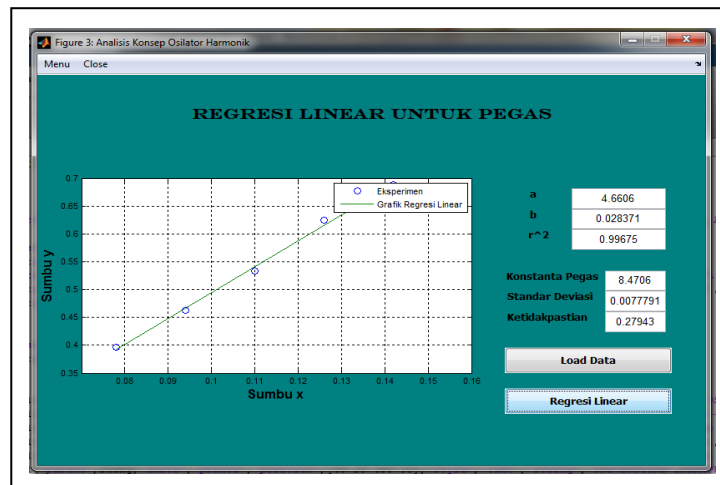 Figure 3: Analisis Konsep Osilator Harmonik
Menu Close
REGRESI LINEAR UNTUK PEGAS
0.7
0.65
0.6
0.55
0.5
0.45
0.4
0.35
Sumbu y
0.08 0.09 0.1 0.11 0.12 0.13 0.14 0.15 0.16
Sumbu x
Eksperimen
Grafik Regresi Linear
a 4.6606
b 0.028371
r^2 0.99675
Konstanta Pegas 8.4706
Standar Deviasi 0.0077791
Ketidakpastian 0.27943
Load Data
Regresi Linear